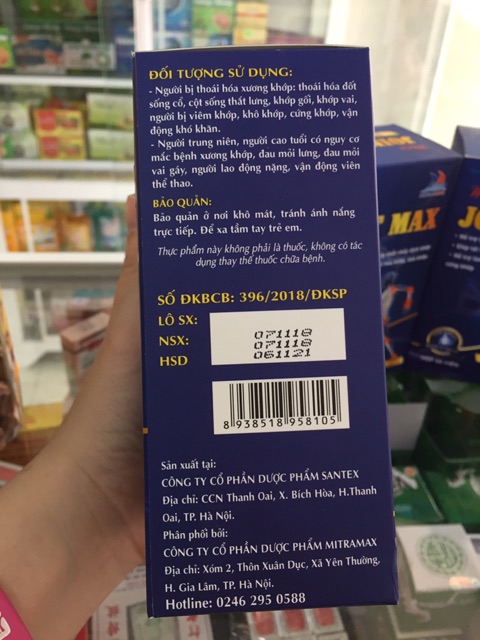 ĐỐI TƯỢNG SỬ DỤNG:
- Người bị thoái hóa xương khớp: thoái hóa đốt
sống cổ, cột sống thắt lưng, khớp gối, khớp vai,
người bị viêm khớp, khô khớp, cứng khớp, vận
động khó khăn.
- Người trung niên, người cao tuổi có nguy cơ
mắc bệnh xương khớp, đau mỏi lưng, đau mỏi
vai gáy, người lao động nặng, vận động viên
thể thao.
BẢO QUẢN:
Bảo quản ở nơi khô mát, tránh ánh nắng
trực tiếp. Để xa tầm tay trẻ em.
Thực phẩm này không phải là thuốc, không có tác
dụng thay thế thuốc chữa bệnh.
SỐ ĐKBCB: 396/2018/ĐKSP
LÔ SX: 071118
NSX: 071118
HSD 061121
8 938518 958105
Sản xuất tại:
CÔNG TY CỔ PHẦN DƯỢC PHẨM SANTEX
Địa chỉ: CCN Thanh Oai, X. Bích Hòa, H.Thanh
Oai, TP. Hà Nội.
Phân phối bởi:
CÔNG TY CỔ PHẦN DƯỢC PHẨM MITRAMAX
Địa chỉ: Xóm 2, Thôn Xuân Dục, Xã Yên Thường,
H. Gia Lâm, TP. Hà Nội.
Hotline: 0246 295 0588
MAX